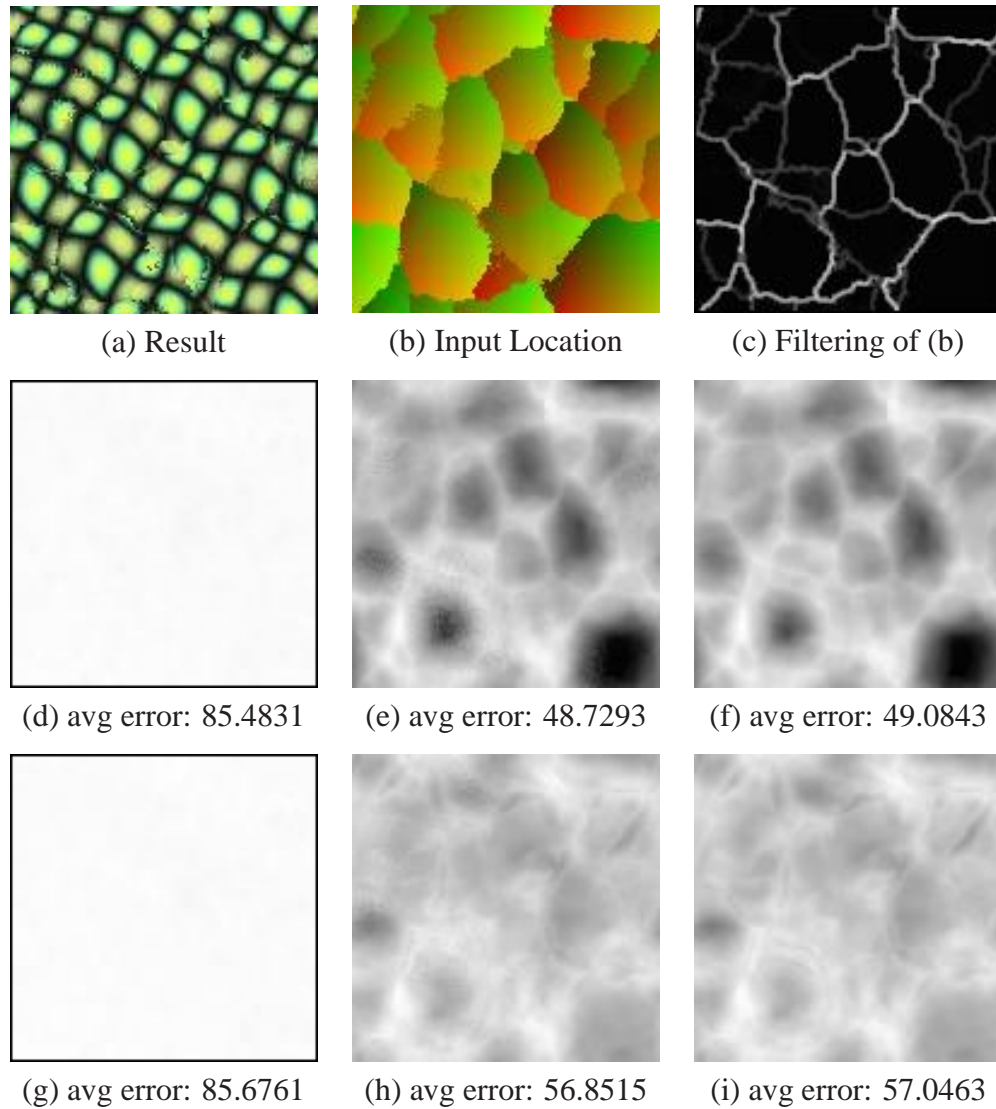 (a) Result
(b) Input Location
(c) Filtering of (b)
(d) avg error: 85.4831
(e) avg error: 48.7293
(f) avg error: 49.0843
(g) avg error: 85.6761
(h) avg error: 56.8515
(i) avg error: 57.0463